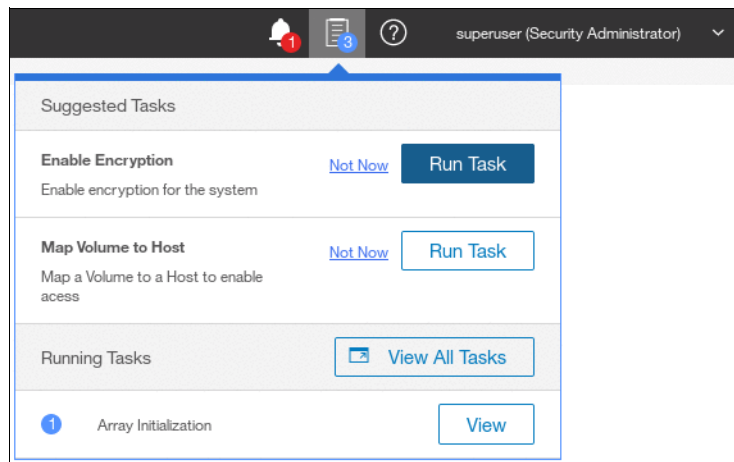 1
3
?
superuser (Security Administrator)
Suggested Tasks
Enable Encryption
Not Now
Run Task
Enable encryption for the system
Map Volume to Host
Not Now
Run Task
Map a Volume to a Host to enable
acess
Running Tasks
View All Tasks
1
Array Initialization
View